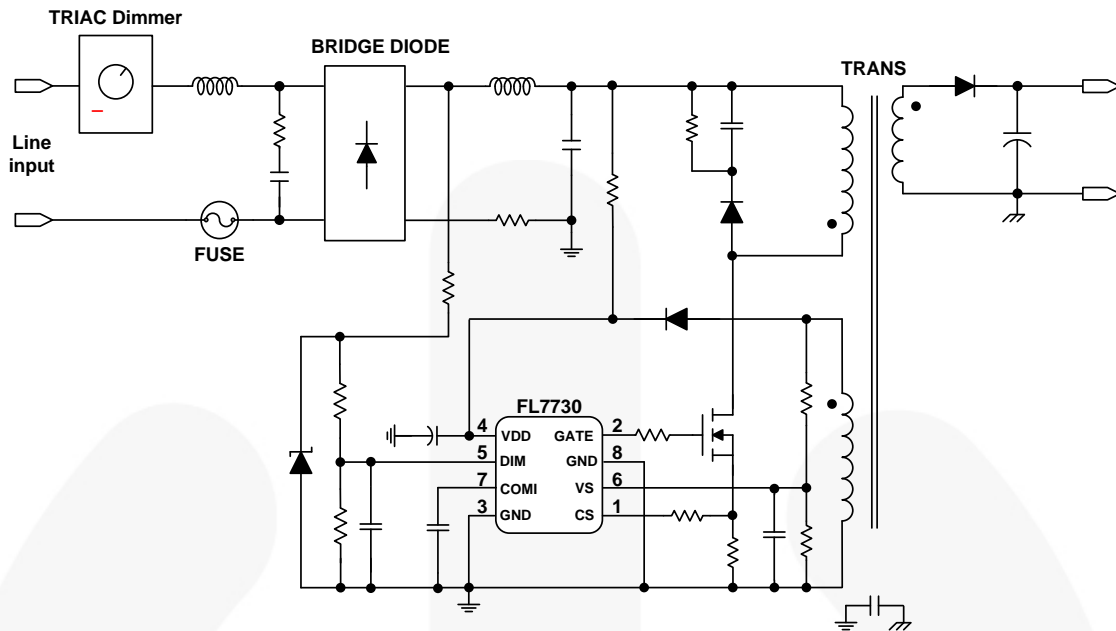 TRIAC Dimmer
BRIDGE DIODE
TRANS
Line
input
FUSE
FL7730
4 VDD GATE 2
5 DIM GND 8
7 COMI VS 6
3 GND CS 1